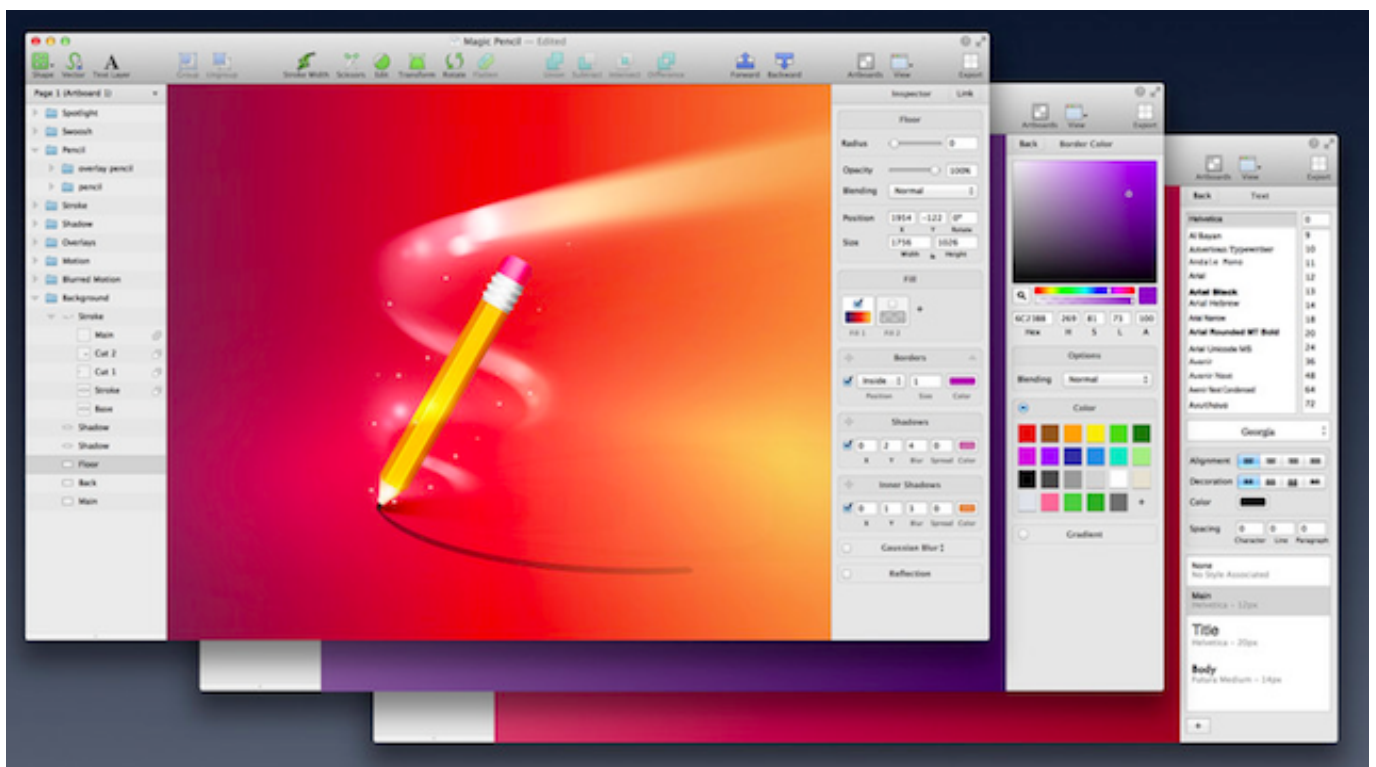 Magic Pencil — Edited
Shape Vector Text Layer Group Ungroup Stroke Width Scissors Edit Transform Rotate Flatten Union Subtract Intersect Difference Forward Backward Artboards View Export
Page 1 (Artboard 1)
Spotlight
Swoosh
Pencil
overlay pencil
pencil
Stroke
Shadow
Overlays
Motion
Blurred Motion
Background
Stroke
Main
Cut 2
Cut 1
Stroke
Base
Shadow
Shadow
Floor
Back
Main
Inspector Link
Floor
Radius 0
Opacity 100%
Blending Normal
Position 1954 -122 0°
X Y Rotate
Size 1756 1026
Width Height
Fill
Fill 1 Fill 2
Borders
Inside 1
Position Size Color
Shadows
0 2 4 0
X Y Blur Spread Color
Inner Shadows
0 1 3 0
X Y Blur Spread Color
Gaussian Blur
Reflection
Artboards View Export
Back Border Color
269 81 73 100
Hex H S L A
Options
Blending Normal
Color
Gradient
Artboards View Export
Back Text
Helvetica 0
Al Bayan 9
American Typewriter 10
Andale Mono 11
Arial 12
Arial Black 13
Arial Hebrew 14
Arial Narrow 18
Arial Rounded MT Bold 20
Arial Unicode MS 24
Avenir 36
Avenir Next 48
Avenir Next Condensed 64
Ayuthaya 72
Georgia
Alignment
Decoration
Color
Spacing 0 0 0
Character Line Paragraph
None
No Style Associated
Main
Helvetica – 12px
Title
Helvetica – 20px
Body
Futura Medium – 14px